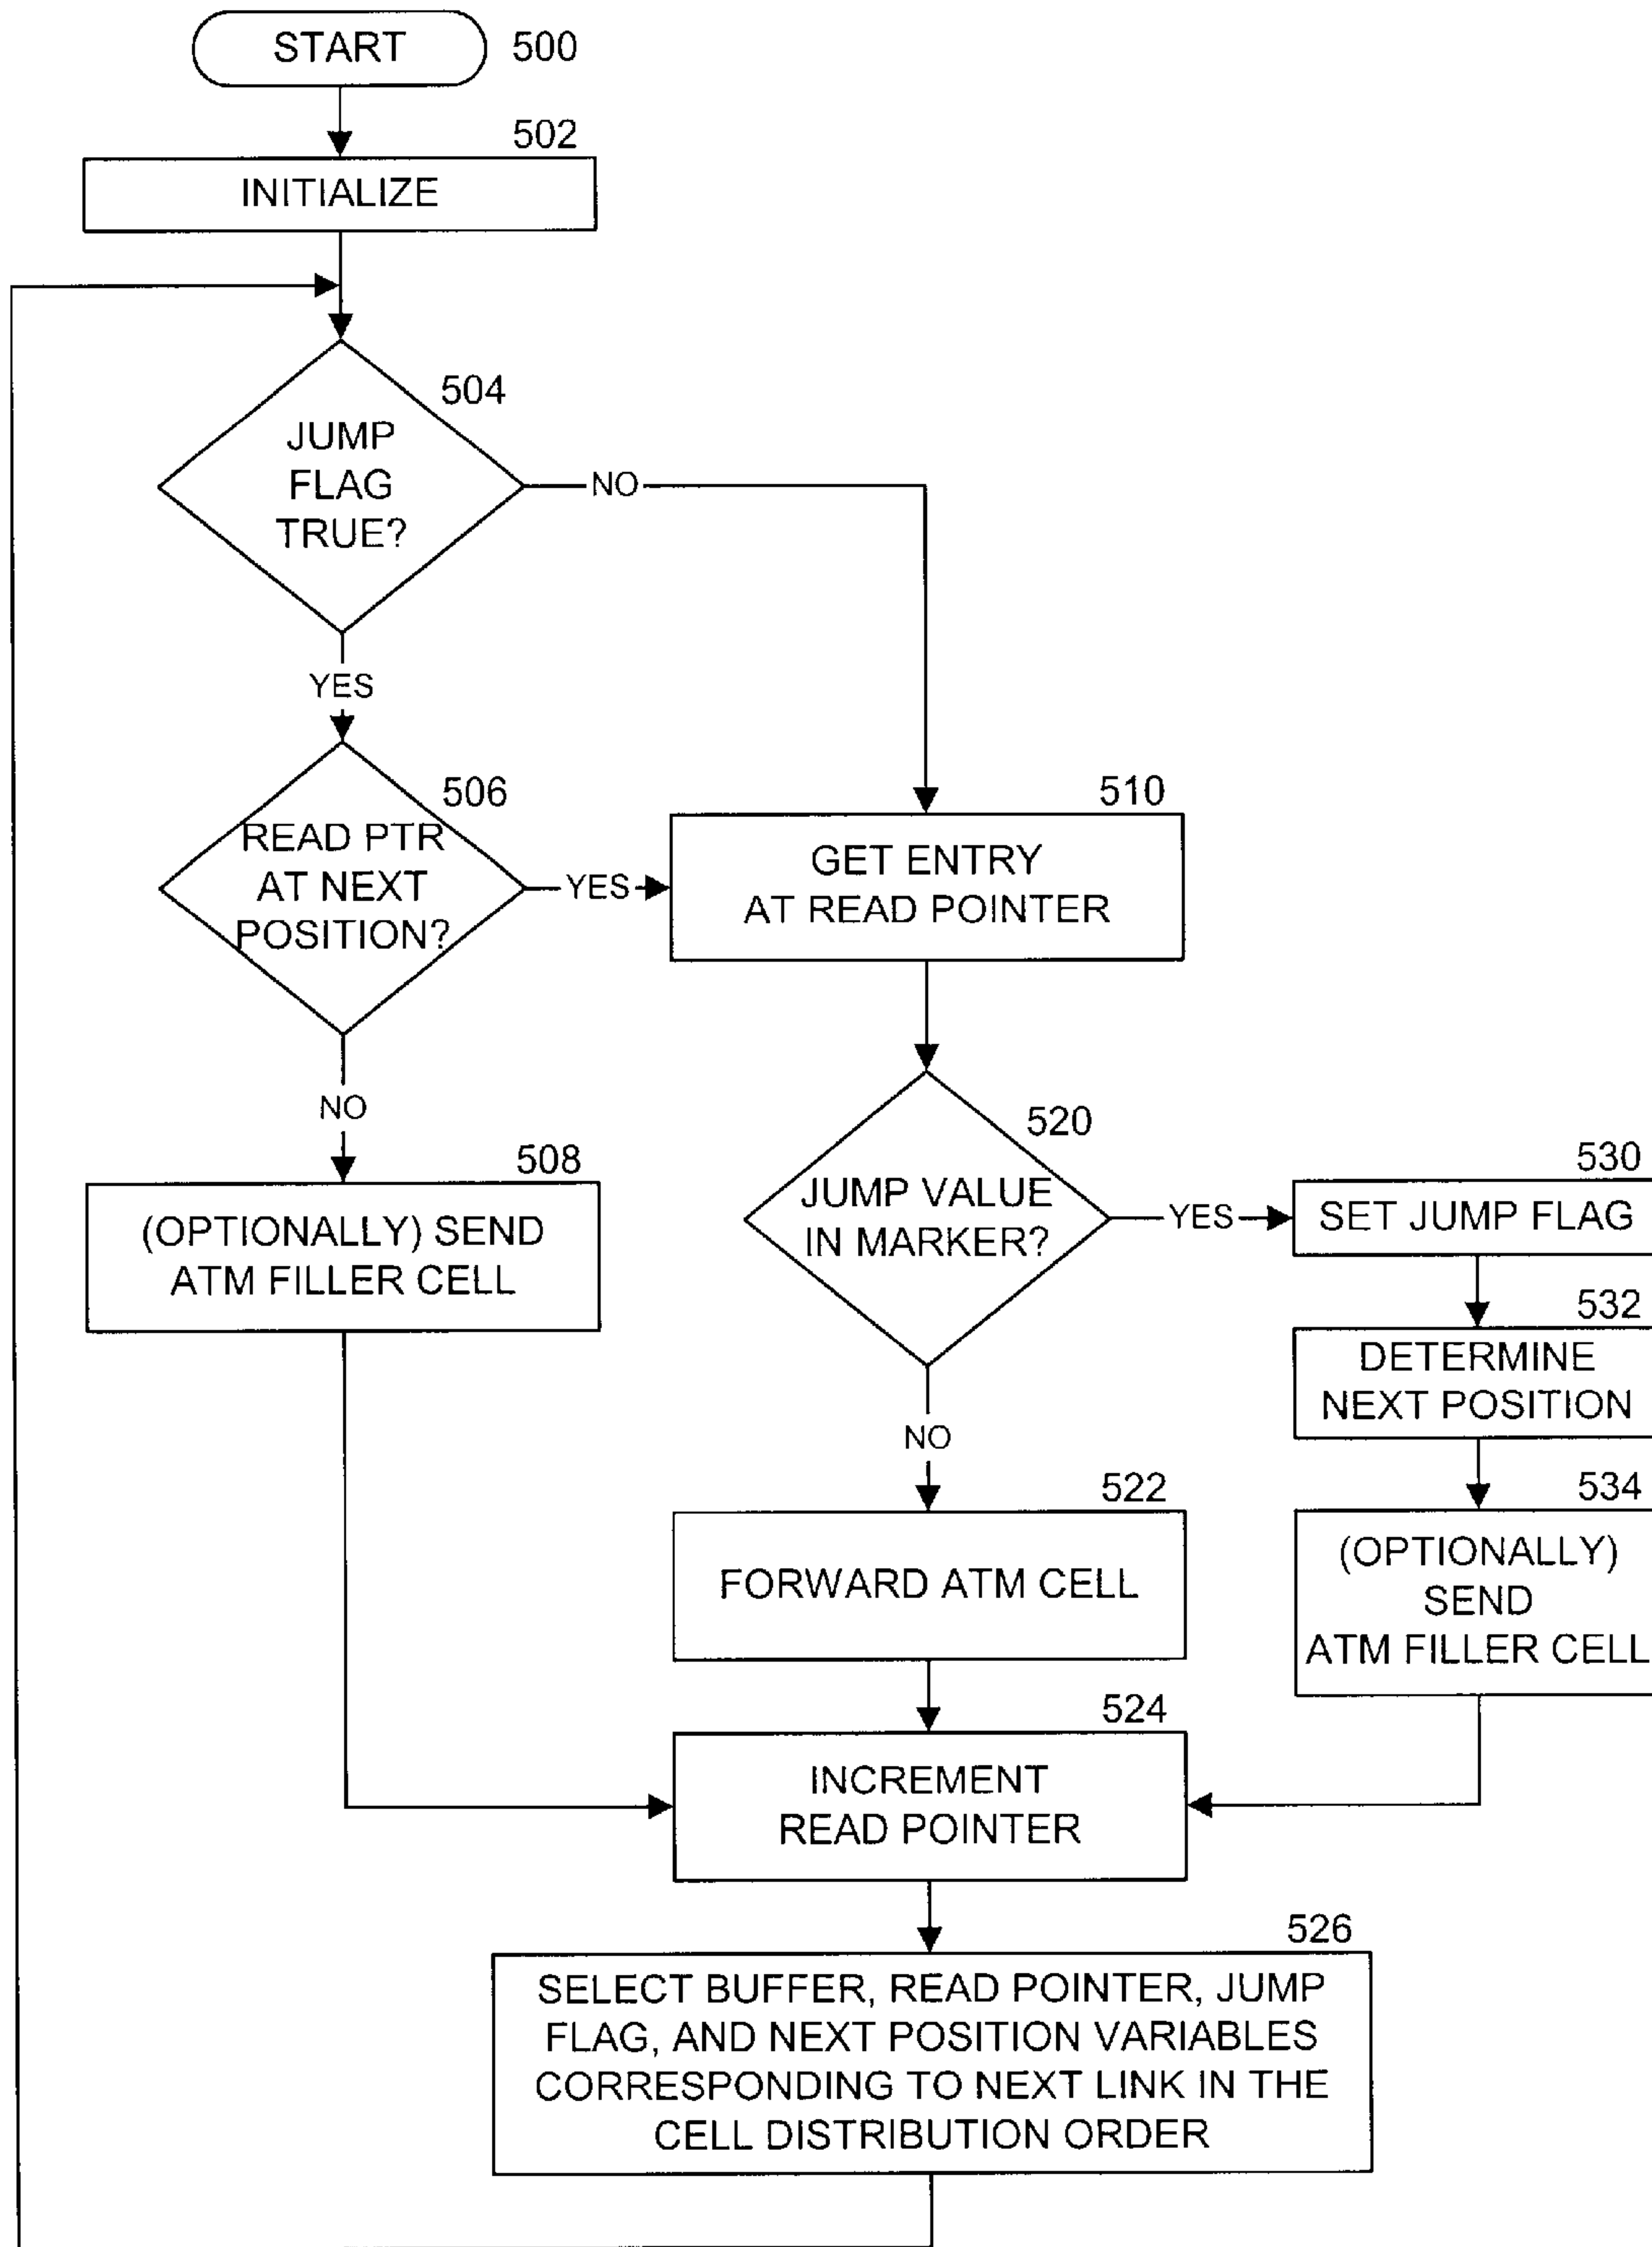 START
500
502
INITIALIZE
504
JUMP
FLAG
TRUE?
NO
YES
506
READ PTR
AT NEXT
POSITION?
YES
510
GET ENTRY
AT READ POINTER
NO
508
(OPTIONALLY) SEND
ATM FILLER CELL
520
JUMP VALUE
IN MARKER?
YES
530
SET JUMP FLAG
532
DETERMINE
NEXT POSITION
NO
522
FORWARD ATM CELL
534
(OPTIONALLY)
SEND
ATM FILLER CELL
524
INCREMENT
READ POINTER
526
SELECT BUFFER, READ POINTER, JUMP
FLAG, AND NEXT POSITION VARIABLES
CORRESPONDING TO NEXT LINK IN THE
CELL DISTRIBUTION ORDER